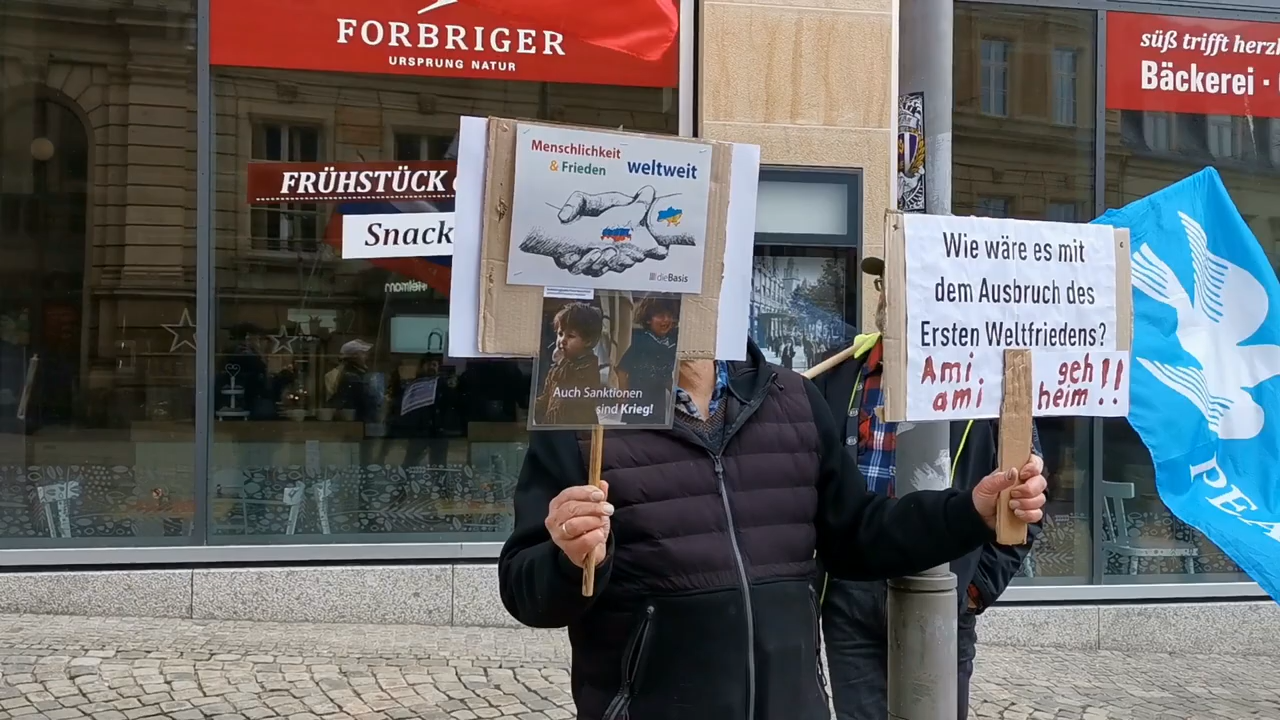 FORBRIGER
URSPRUNG NATUR
süß trifft
Bäckerei ·
FRÜHSTÜCK
Snack
Menschlichkeit
& Frieden weltweit
dieBasis
Auch Sanktionen
sind Krieg!
Wie wäre es mit
dem Ausbruch des
Ersten Weltfriedens?
Ami geh!!
ami heim
PEA